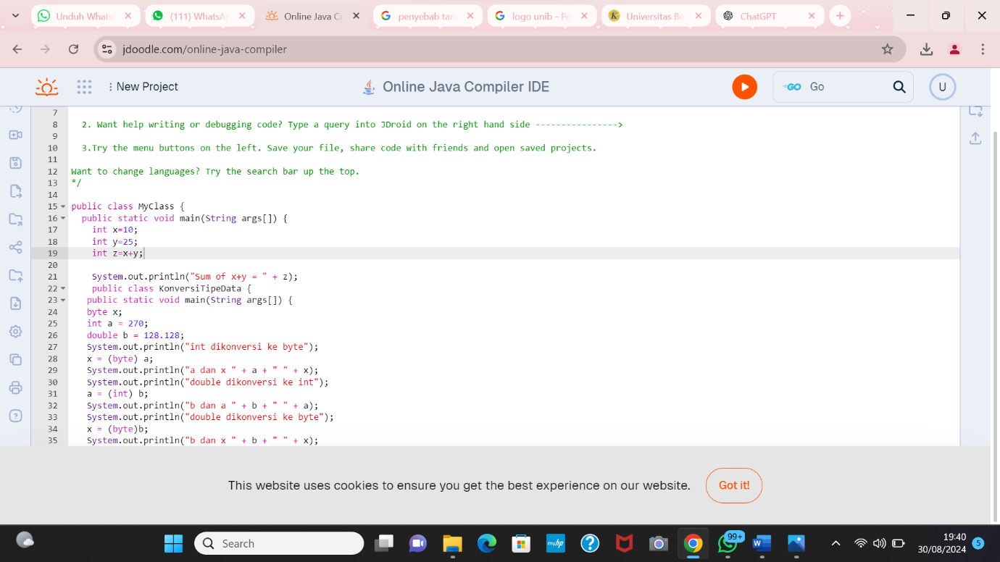 Unduh Whats
(111) WhatsAp
Online Java Co
penyebab tan
logo unib - Pe
Universitas Be
ChatGPT
jdoodle.com/online-java-compiler
New Project
Online Java Compiler IDE
GO Go
U
7
8 2. Want help writing or debugging code? Type a query into JDroid on the right hand side ---------------->
9
10 3.Try the menu buttons on the left. Save your file, share code with friends and open saved projects.
11
12 Want to change languages? Try the search bar up the top.
13 */
14
15 public class MyClass {
16 public static void main(String args[]) {
17 int x=10;
18 int y=25;
19 int z=x+y;
20
21 System.out.println("Sum of x+y = " + z);
22 public class KonversiTipeData {
23 public static void main(String args[]) {
24 byte x;
25 int a = 270;
26 double b = 128.128;
27 System.out.println("int dikonversi ke byte");
28 x = (byte) a;
29 System.out.println("a dan x " + a + " " + x);
30 System.out.println("double dikonversi ke int");
31 a = (int) b;
32 System.out.println("b dan a " + b + " " + a);
33 System.out.println("double dikonversi ke byte");
34 x = (byte)b;
35 System.out.println("b dan x " + b + " " + x);
This website uses cookies to ensure you get the best experience on our website.
Got it!
Search
myhp
99+
W
19:40
30/08/2024
5